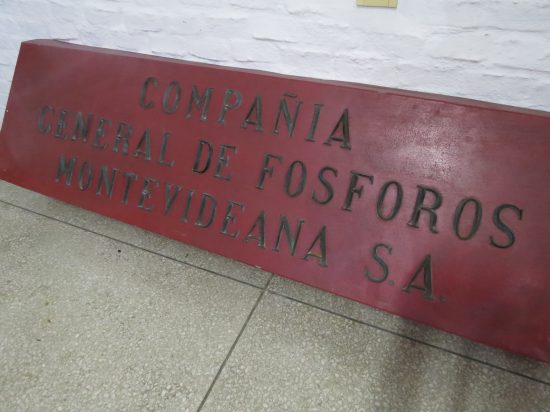 COMPAÑIA
GENERAL DE FOSFOROS
MONTEVIDEANA S.A.